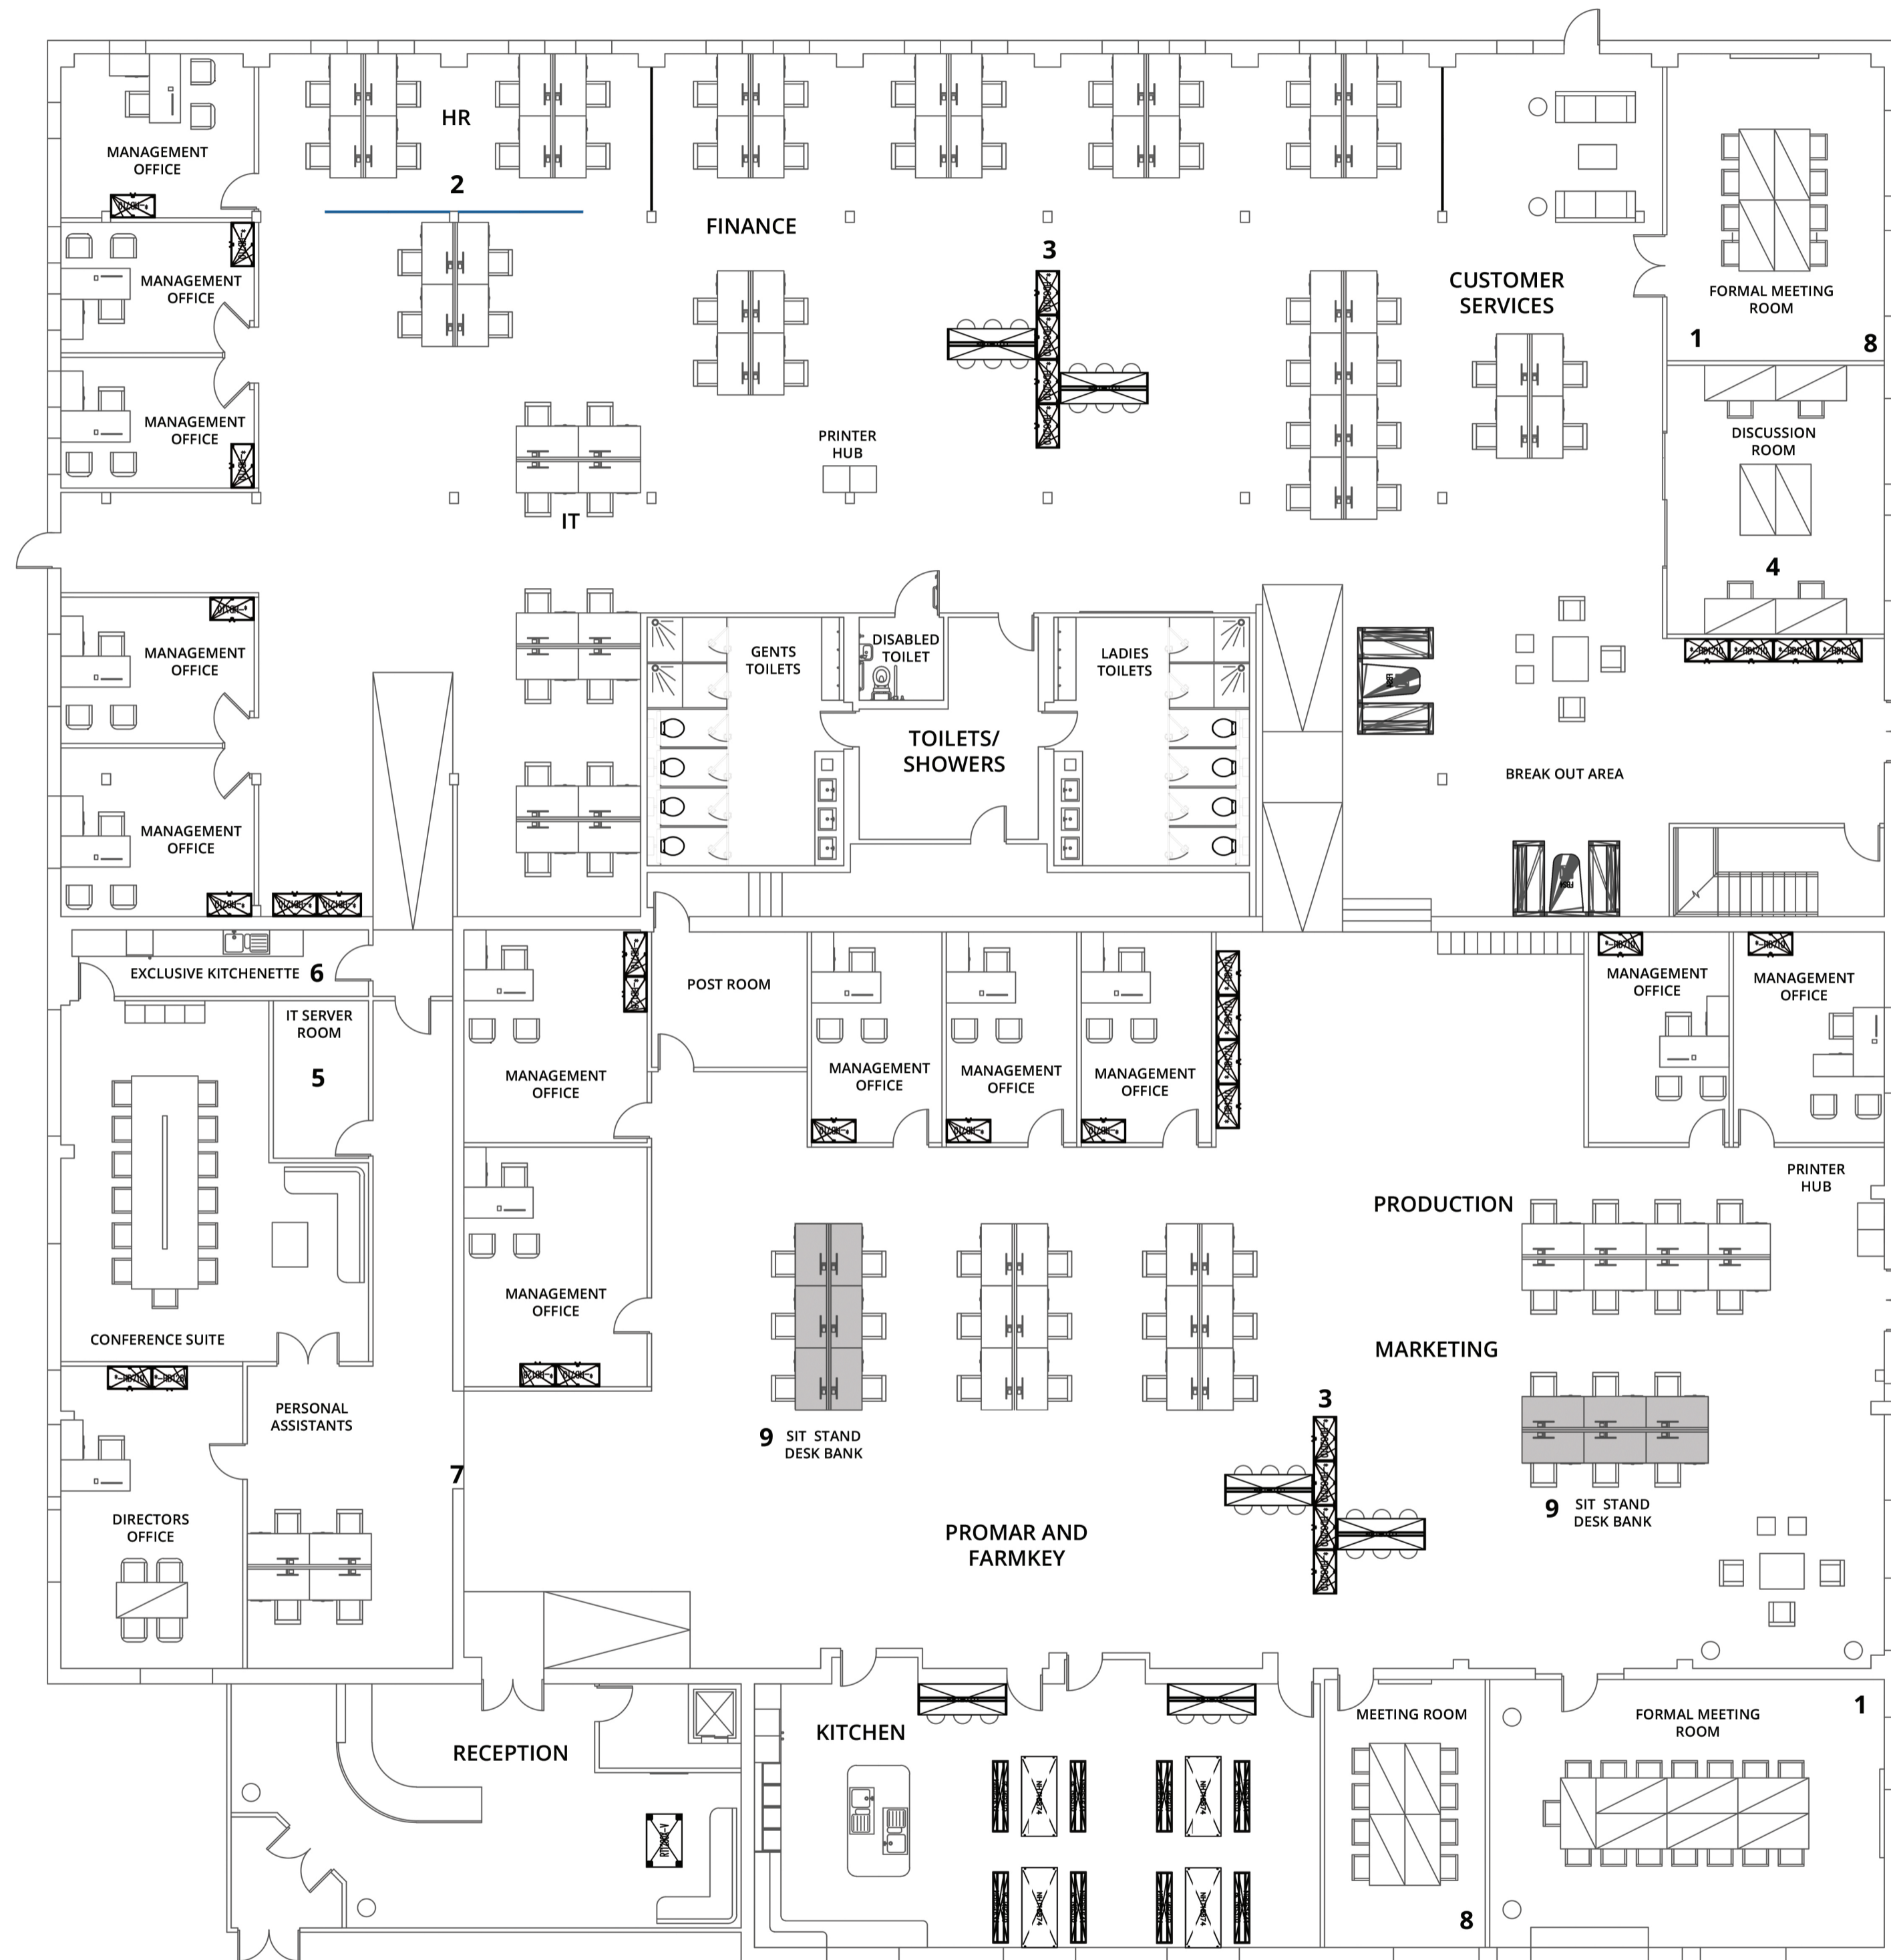 HR
MANAGEMENT
OFFICE
2
FINANCE
3
CUSTOMER
SERVICES
FORMAL MEETING
ROOM
1
8
MANAGEMENT
OFFICE
MANAGEMENT
OFFICE
PRINTER
HUB
DISCUSSION
ROOM
IT
4
MANAGEMENT
OFFICE
GENTS
TOILETS
DISABLED
TOILET
LADIES
TOILETS
TOILETS/
SHOWERS
BREAK OUT AREA
MANAGEMENT
OFFICE
EXCLUSIVE KITCHENETTE
6
POST ROOM
MANAGEMENT
OFFICE
MANAGEMENT
OFFICE
IT SERVER
ROOM
5
MANAGEMENT
OFFICE
MANAGEMENT
OFFICE
MANAGEMENT
OFFICE
MANAGEMENT
OFFICE
PRINTER
HUB
PRODUCTION
MANAGEMENT
OFFICE
CONFERENCE SUITE
MARKETING
PERSONAL
ASSISTANTS
3
9
SIT STAND
DESK BANK
7
9
SIT STAND
DESK BANK
DIRECTORS
OFFICE
PROMAR AND
FARMKEY
RECEPTION
KITCHEN
MEETING ROOM
FORMAL MEETING
ROOM
1
8